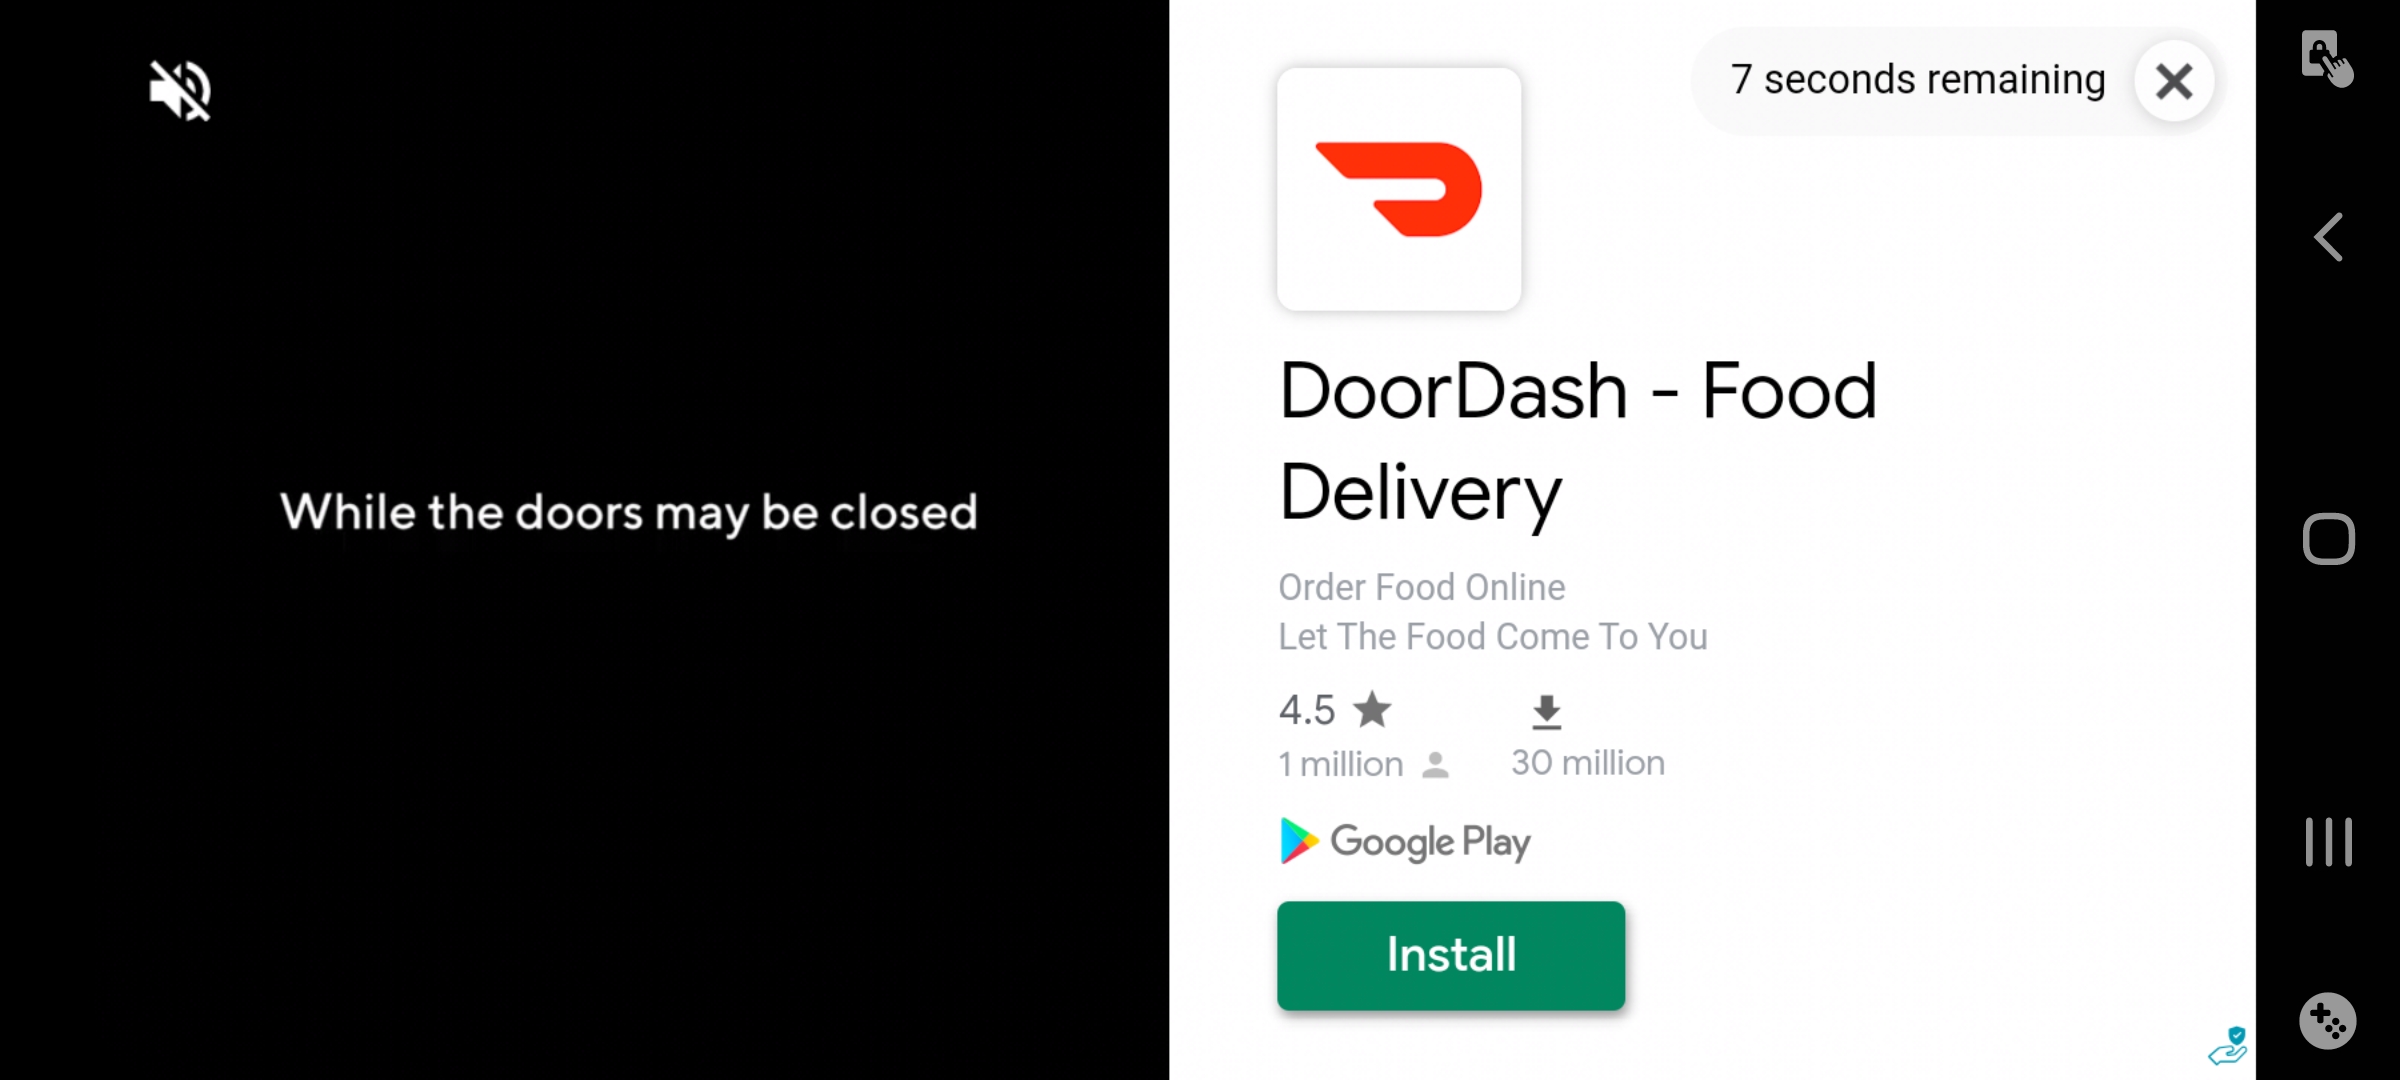 While the doors may be closed
7 seconds remaining
DoorDash - Food
Delivery
Order Food Online
Let The Food Come To You
4.5
1 million
30 million
Google Play
Install